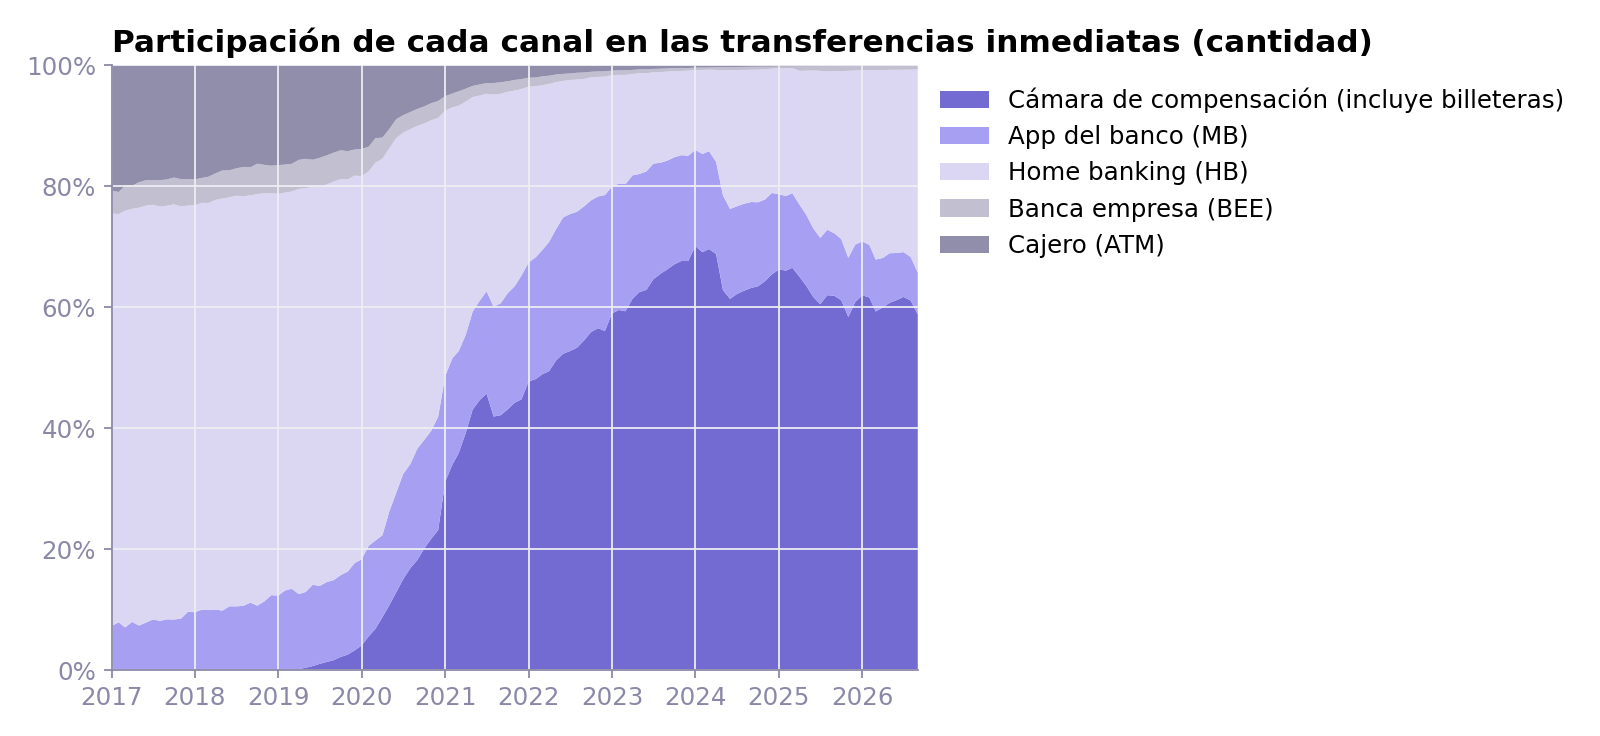 Participación de cada canal en las transferencias inmediatas (cantidad)
100%
80%
60%
40%
20%
0%
2017 2018 2019 2020 2021 2022 2023 2024 2025 2026
Cámara de compensación (incluye billeteras)
App del banco (MB)
Home banking (HB)
Banca empresa (BEE)
Cajero (ATM)